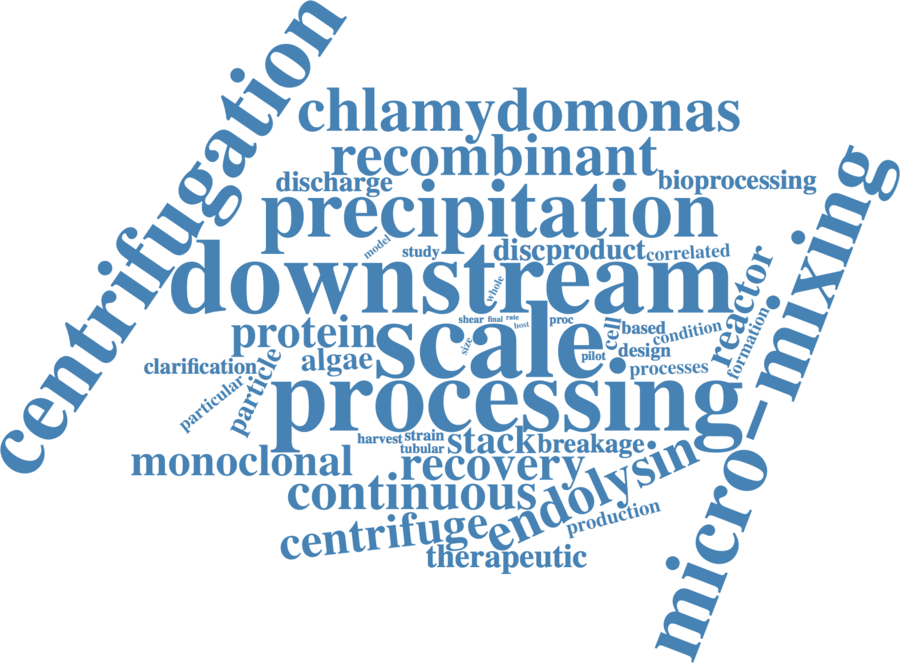 centrifugation
chlamydomonas
recombinant
discharge
bioprocessing
precipitation
model
study
disc
product
correlated
micro-mixing
downstream
whole
reactor
protein
scale
shear
final
rate
host
proc
cell
based
condition
formation
size
clarification
algae
pilot
design
processes
particular
particle
processing
harvest
strain
tubular
stack
breakage
monoclonal
recovery
endolysin
continuous
production
centrifuge
therapeutic